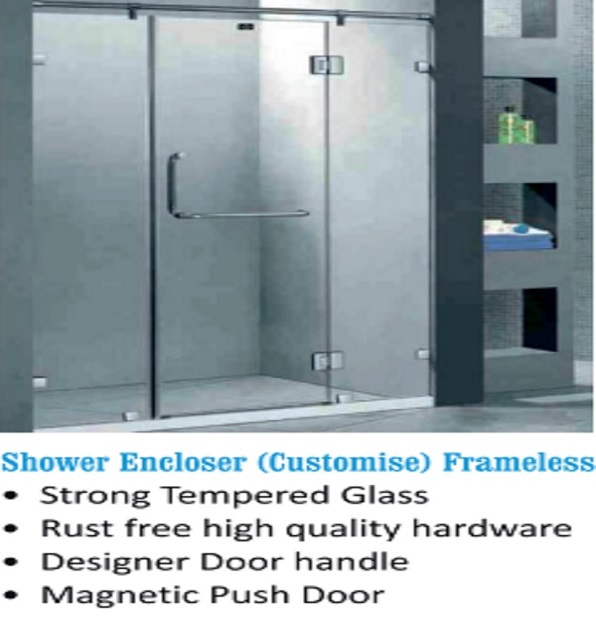 Shower Encloser (Customise) Frameless
• Strong Tempered Glass
• Rust free high quality hardware
• Designer Door handle
• Magnetic Push Door